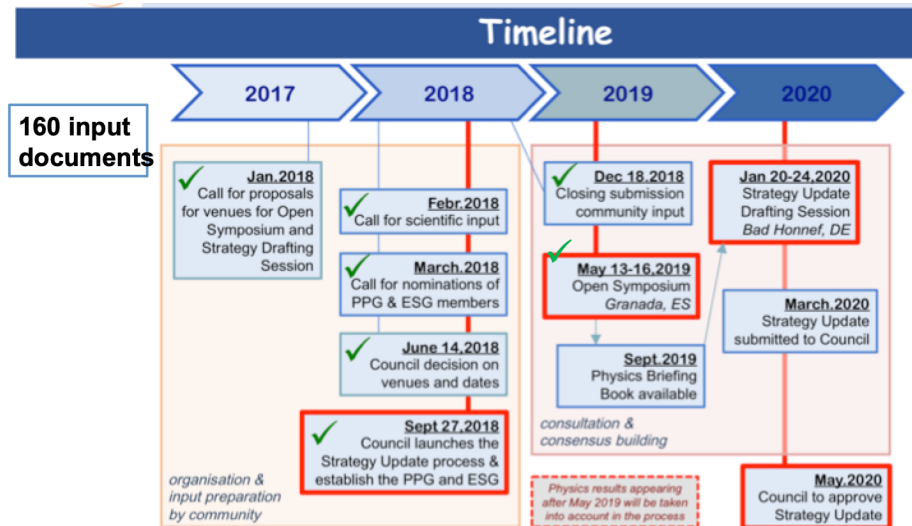 Timeline
2017
2018
2019
2020
160 input
documents
Jan.2018
Call for proposals
for venues for Open
Symposium and
Strategy Drafting
Session
Febr.2018
Call for scientific input
March.2018
Call for nominations of
PPG & ESG members
June 14,2018
Council decision on
venues and dates
Sept 27,2018
Council launches the
Strategy Update process &
establish the PPG and ESG
organisation &
input preparation
by community
Dec 18.2018
Closing submission
community input
May 13-16,2019
Open Symposium
Granada, ES
Sept.2019
Physics Briefing
Book available
consensus building
consultation &
Physics results appearing
after May 2019 will be taken
into account in the process
Jan 20-24,2020
Strategy Update
Drafting Session
Bad Honnef, DE
March.2020
Strategy Update
submitted to Council
May.2020
Council to approve
Strategy Update